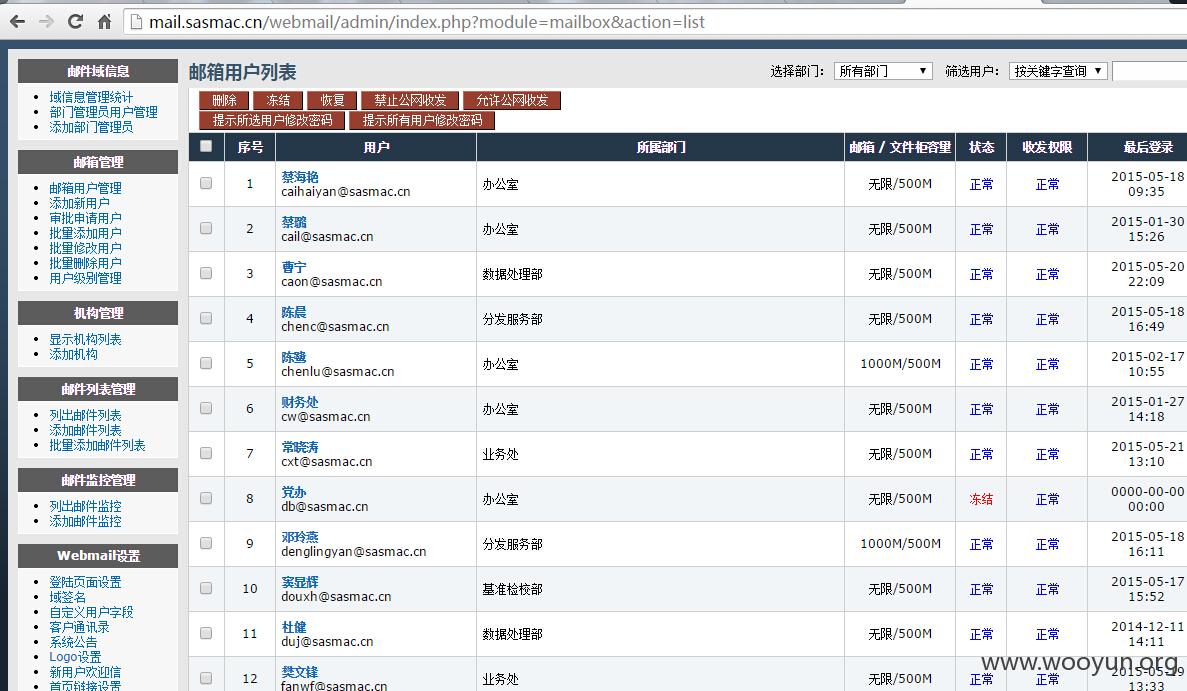 mail.sasmac.cn/webmail/admin/index.php?module=mailbox&action=list
邮件域信息
域信息管理统计
部门管理员用户管理
添加部门管理员
邮箱管理
邮箱用户管理
添加新用户
审批申请用户
批量添加用户
批量修改用户
批量删除用户
用户级别管理
机构管理
显示机构列表
添加机构
邮件列表管理
列出邮件列表
添加邮件列表
批量添加邮件列表
邮件监控管理
列出邮件监控
添加邮件监控
Webmail设置
登陆页面设置
域签名
自定义用户字段
客户通讯录
系统公告
Logo设置
新用户欢迎信
首页链接设置
邮箱用户列表
选择部门： 所有部门 筛选用户： 按关键字查询
删除 冻结 恢复 禁止公网收发 允许公网收发
提示所选用户修改密码 提示所有用户修改密码
序号 用户 所属部门 邮箱 / 文件柜容量 状态 收发权限 最后登录
1 蔡海艳 caihaiyan@sasmac.cn 办公室 无限/500M 正常 正常 2015-05-18 09:35
2 蔡璐 cail@sasmac.cn 办公室 无限/500M 正常 正常 2015-01-30 15:26
3 曹宁 caon@sasmac.cn 数据处理部 无限/500M 正常 正常 2015-05-20 22:09
4 陈晨 chenc@sasmac.cn 分发服务部 无限/500M 正常 正常 2015-05-18 16:49
5 陈鹭 chenlu@sasmac.cn 办公室 1000M/500M 正常 正常 2015-02-17 10:55
6 财务处 cw@sasmac.cn 办公室 无限/500M 正常 正常 2015-01-27 14:18
7 常晓涛 cxt@sasmac.cn 业务处 无限/500M 正常 正常 2015-05-21 13:10
8 党办 db@sasmac.cn 办公室 无限/500M 冻结 正常 0000-00-00 00:00
9 邓玲燕 denglingyan@sasmac.cn 分发服务部 1000M/500M 正常 正常 2015-05-18 16:11
10 窦显辉 douxh@sasmac.cn 基准检校部 无限/500M 正常 正常 2015-05-17 15:52
11 杜健 duj@sasmac.cn 数据处理部 无限/500M 正常 正常 2014-12-11 14:11
12 樊文锋 fanwf@sasmac.cn 业务处 无限/500M 正常 正常 2015-05-19 13:33
www.wooyun.org